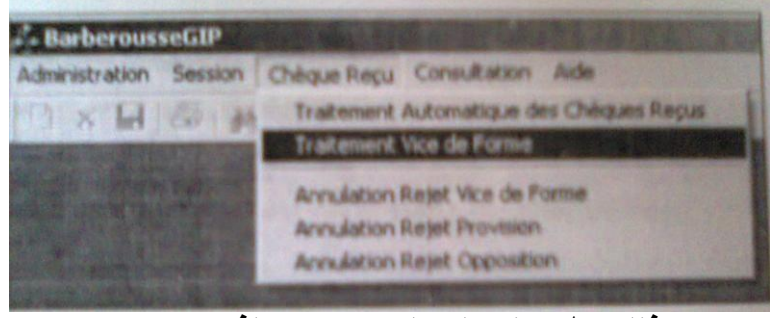 BarberousseGIP
Administration Session Chèque Reçu Consultation Aide
Traitement Automatique des Chèques Reçus
Traitement Vice de Forme
Annulation Rejet Vice de Forme
Annulation Rejet Provision
Annulation Rejet Opposition